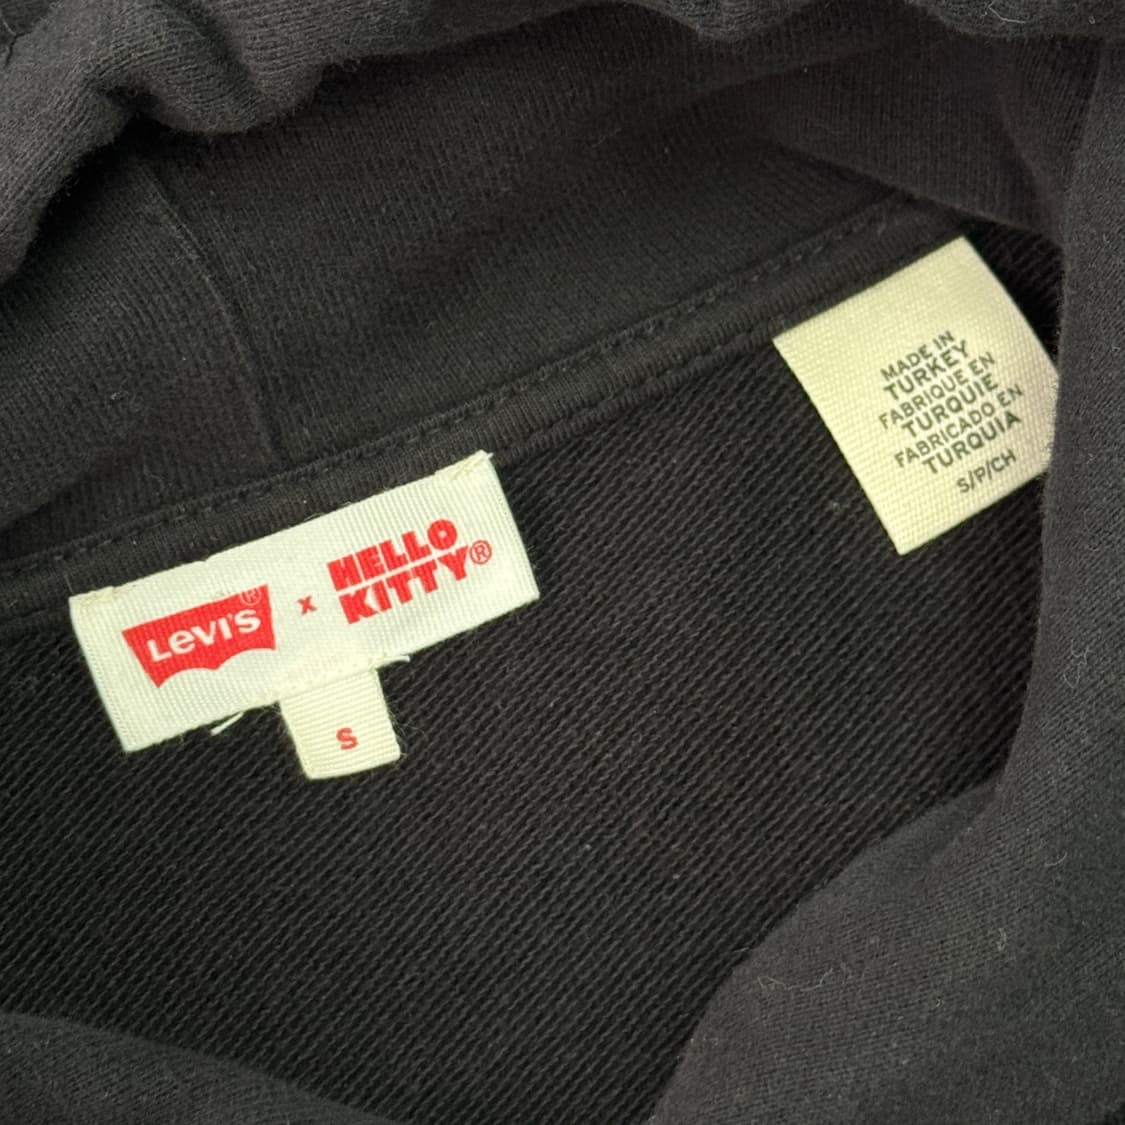 LEVI'S® x HELLO
KITTY®
S
MADE IN
TURKEY
FABRIQUE EN
TURQUIE
FABRICADO EN
TURQUIA
S/P/CH